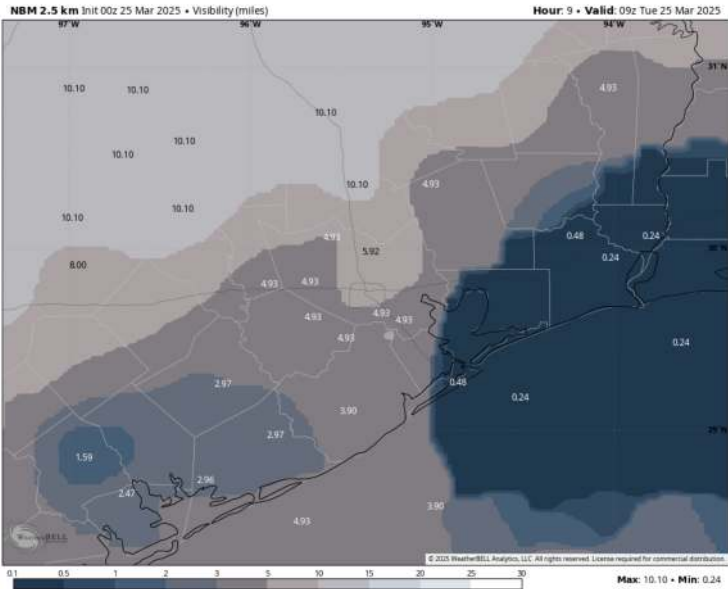 NBM 2.5 km Init 00z 25 Mar 2025 • Visibility (miles)
Hour: 9 • Valid: 09z Tue 25 Mar 2025
97°W 96°W 95°W 94°W
31°N
10.10 10.10 4.93
10.10
10.10
10.10
10.10 4.93
10.10 10.10
4.93 0.48 0.24
5.92 30°N
8.00 0.24
4.93 4.93
4.93 4.93 4.93
4.93 0.24
2.97 0.48
0.24
3.90
2.97 29°N
1.59
2.96
2.47
3.90
4.93
WeatherBELL
© 2025 WeatherBELL Analytics, LLC. All rights reserved. License required for commercial distribution.
0.1 0.5 1 2 3 5 10 15 20 25 30
Max: 10.10 • Min: 0.24